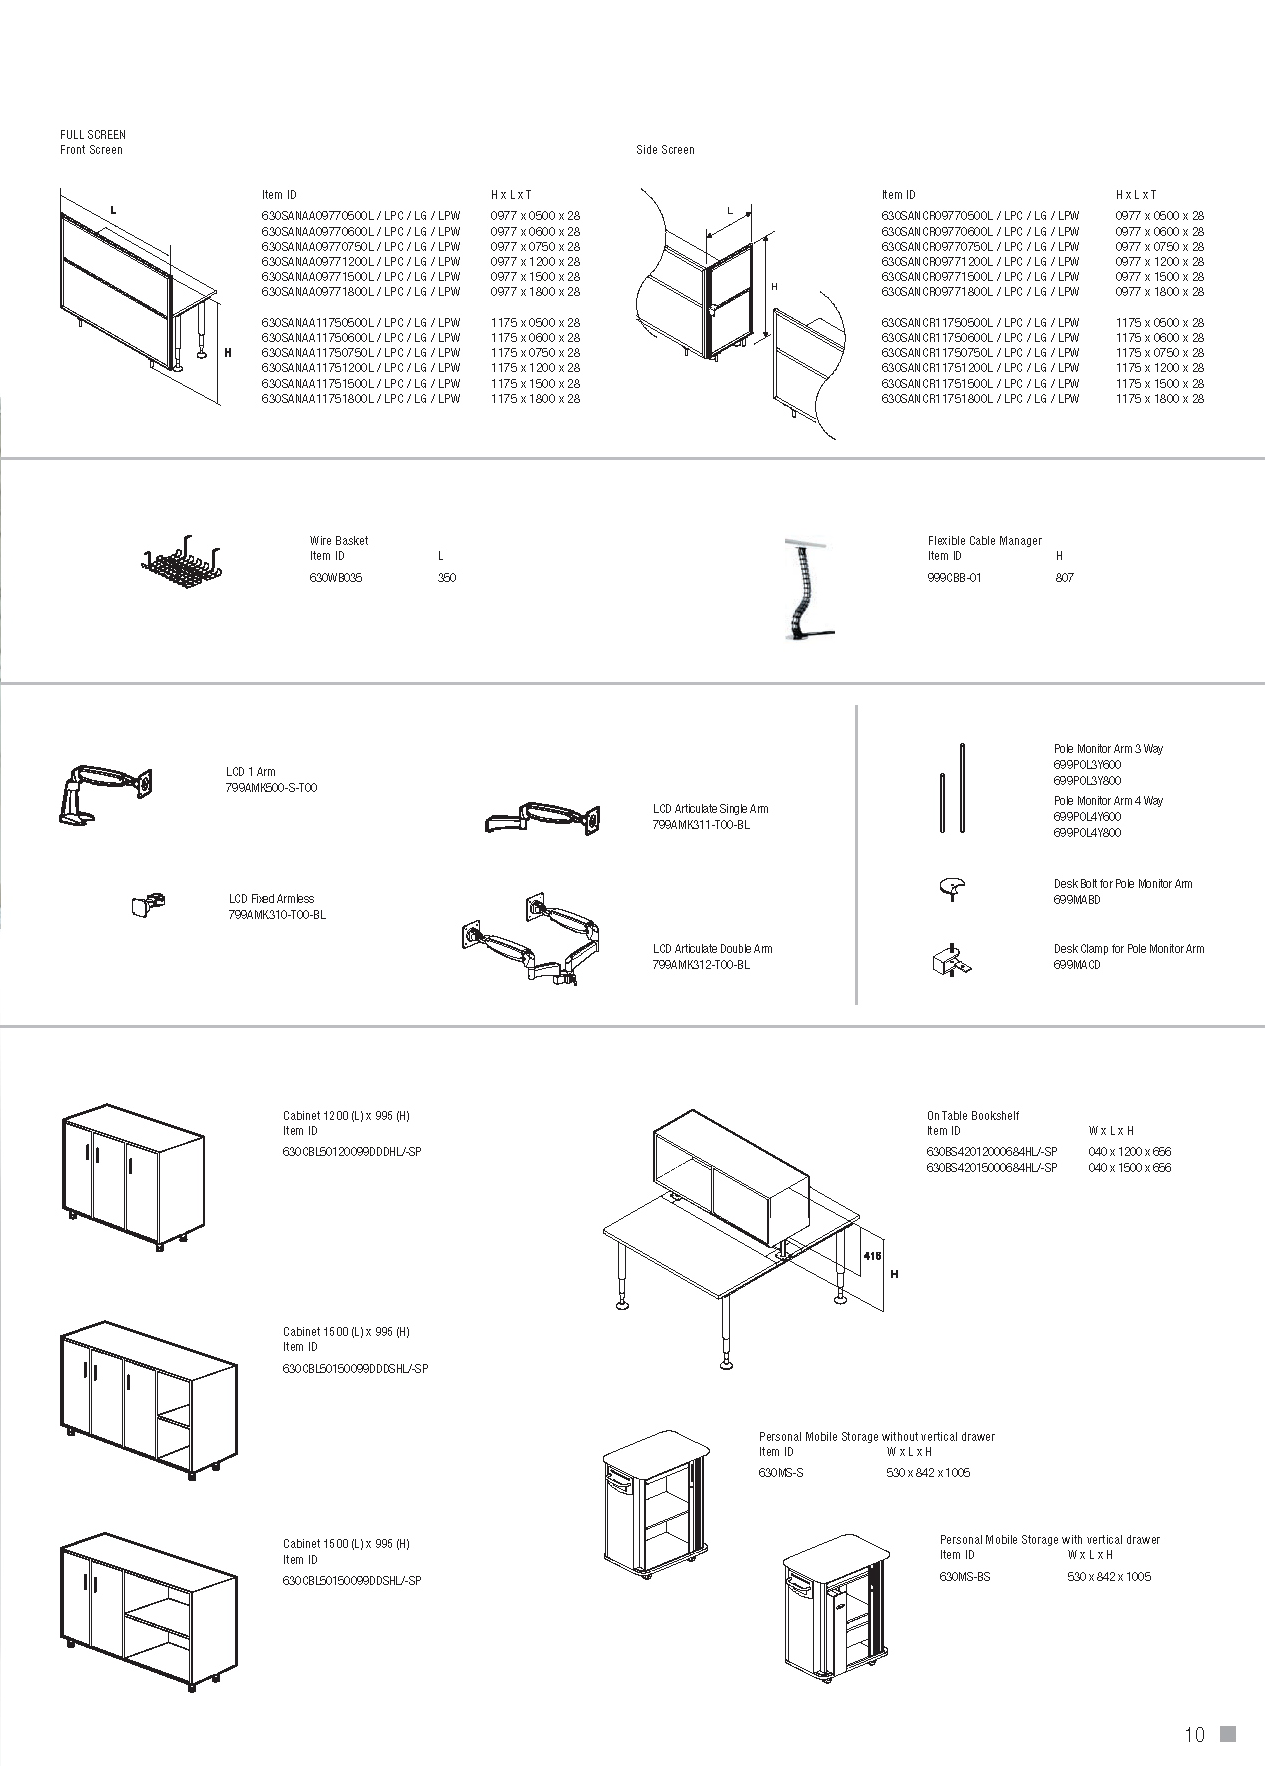 FULL SCREEN
Front Screen
L
H
Item ID H x L x T
630SANAA09770500L / LPC / LG / LPW 0977 x 0500 x 28
630SANAA09770600L / LPC / LG / LPW 0977 x 0600 x 28
630SANAA09770750L / LPC / LG / LPW 0977 x 0750 x 28
630SANAA09771200L / LPC / LG / LPW 0977 x 1200 x 28
630SANAA09771500L / LPC / LG / LPW 0977 x 1500 x 28
630SANAA09771800L / LPC / LG / LPW 0977 x 1800 x 28
630SANAA11750500L / LPC / LG / LPW 1175 x 0500 x 28
630SANAA11750600L / LPC / LG / LPW 1175 x 0600 x 28
630SANAA11750750L / LPC / LG / LPW 1175 x 0750 x 28
630SANAA11751200L / LPC / LG / LPW 1175 x 1200 x 28
630SANAA11751500L / LPC / LG / LPW 1175 x 1500 x 28
630SANAA11751800L / LPC / LG / LPW 1175 x 1800 x 28
Side Screen
L
H
Item ID H x L x T
630SANCR09770500L / LPC / LG / LPW 0977 x 0500 x 28
630SANCR09770600L / LPC / LG / LPW 0977 x 0600 x 28
630SANCR09770750L / LPC / LG / LPW 0977 x 0750 x 28
630SANCR09771200L / LPC / LG / LPW 0977 x 1200 x 28
630SANCR09771500L / LPC / LG / LPW 0977 x 1500 x 28
630SANCR09771800L / LPC / LG / LPW 0977 x 1800 x 28
630SANCR11750500L / LPC / LG / LPW 1175 x 0500 x 28
630SANCR11750600L / LPC / LG / LPW 1175 x 0600 x 28
630SANCR11750750L / LPC / LG / LPW 1175 x 0750 x 28
630SANCR11751200L / LPC / LG / LPW 1175 x 1200 x 28
630SANCR11751500L / LPC / LG / LPW 1175 x 1500 x 28
630SANCR11751800L / LPC / LG / LPW 1175 x 1800 x 28
Wire Basket
Item ID L
630WB035 350
Flexible Cable Manager
Item ID H
999CBB-01 807
LCD 1 Arm
799AMK500-S-T00
LCD Fixed Armless
799AMK310-T00-BL
LCD Articulate Single Arm
799AMK311-T00-BL
LCD Articulate Double Arm
799AMK312-T00-BL
Pole Monitor Arm 3 Way
699POL3Y600
699POL3Y800
Pole Monitor Arm 4 Way
699POL4Y600
699POL4Y800
Desk Bolt for Pole Monitor Arm
699MABD
Desk Clamp for Pole Monitor Arm
699MACD
Cabinet 1200 (L) x 995 (H)
Item ID
630CBL50120099DDDHL/-SP
Cabinet 1500 (L) x 995 (H)
Item ID
630CBL50150099DDDSHL/-SP
Cabinet 1500 (L) x 995 (H)
Item ID
630CBL50150099DDSHL/-SP
416
H
On Table Bookshelf
Item ID W x L x H
630BS42012000684HL/-SP 040 x 1200 x 656
630BS42015000684HL/-SP 040 x 1500 x 656
Personal Mobile Storage without vertical drawer
Item ID W x L x H
630MS-S 530 x 842 x 1005
Personal Mobile Storage with vertical drawer
Item ID W x L x H
630MS-BS 530 x 842 x 1005
10